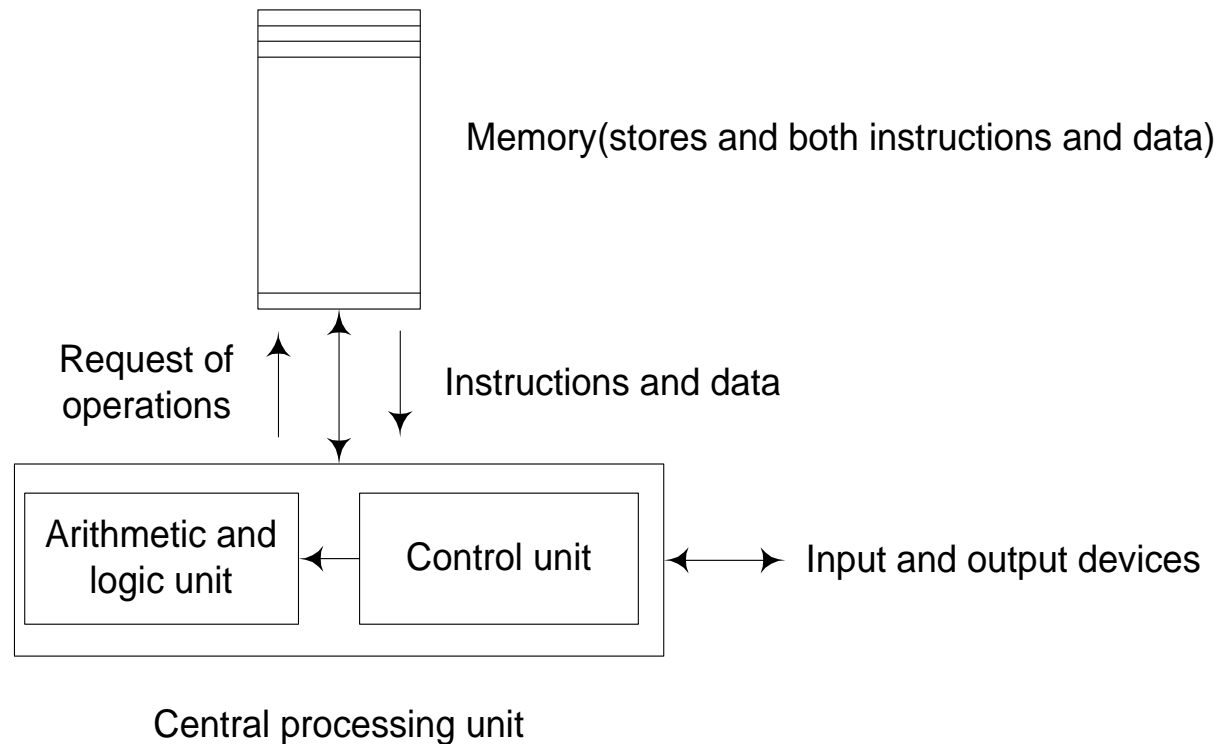 Memory(stores and both instructions and data)
Request of
operations
Instructions and data
Arithmetic and
logic unit
Control unit
Input and output devices
Central processing unit